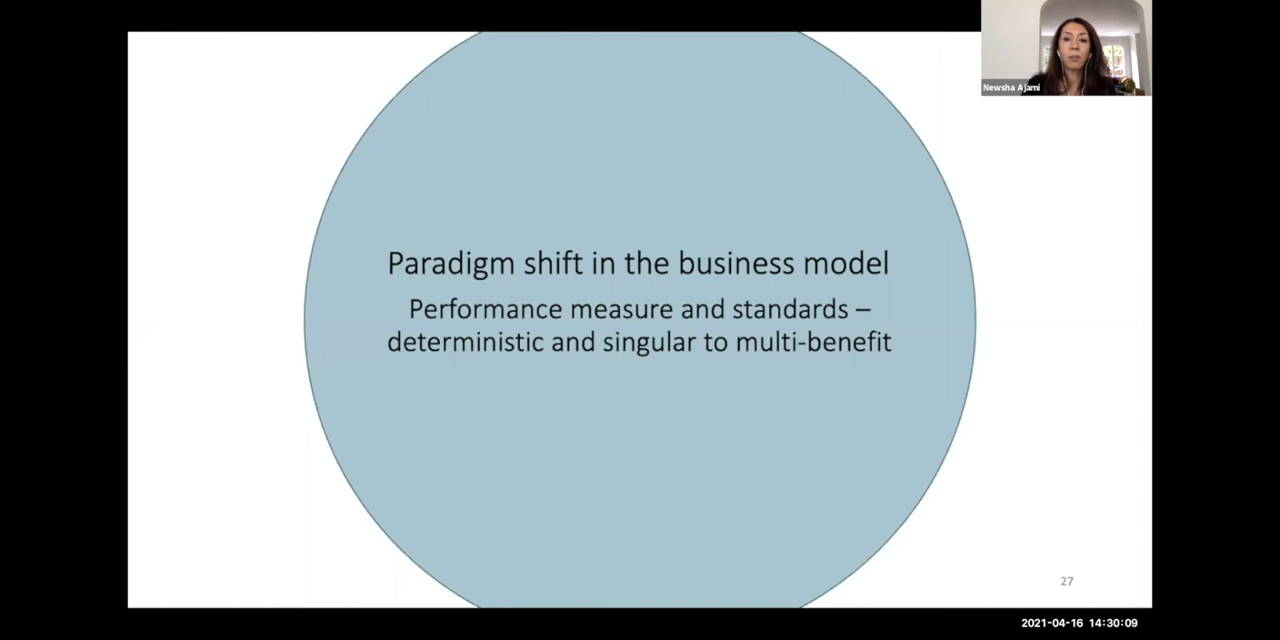 Newsha Ajami
Paradigm shift in the business model
Performance measure and standards –
deterministic and singular to multi-benefit
27
2021-04-16 14:30:09